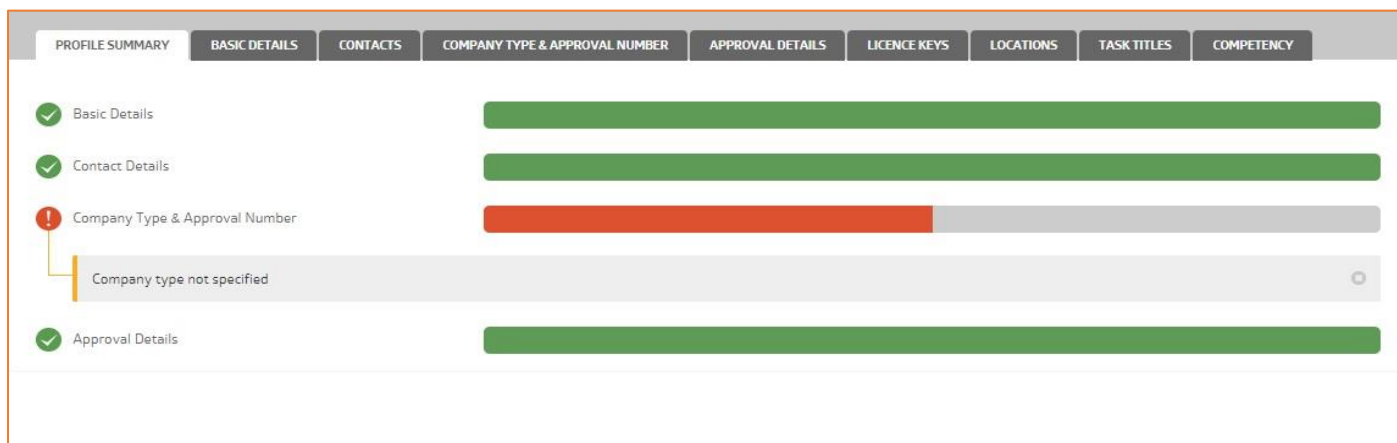 PROFILE SUMMARY BASIC DETAILS CONTACTS COMPANY TYPE & APPROVAL NUMBER APPROVAL DETAILS LICENCE KEYS LOCATIONS TASK TITLES COMPETENCY
Basic Details
Contact Details
Company Type & Approval Number
Company type not specified
Approval Details